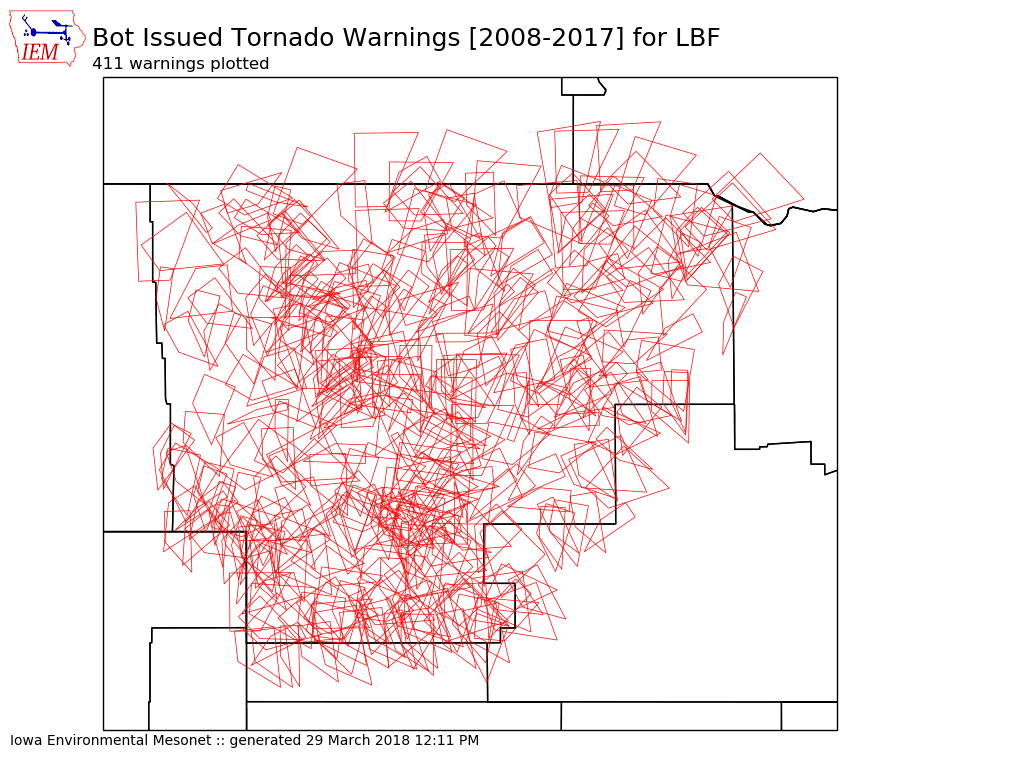 IEM
Bot Issued Tornado Warnings [2008-2017] for LBF
411 warnings plotted
Iowa Environmental Mesonet :: generated 29 March 2018 12:11 PM